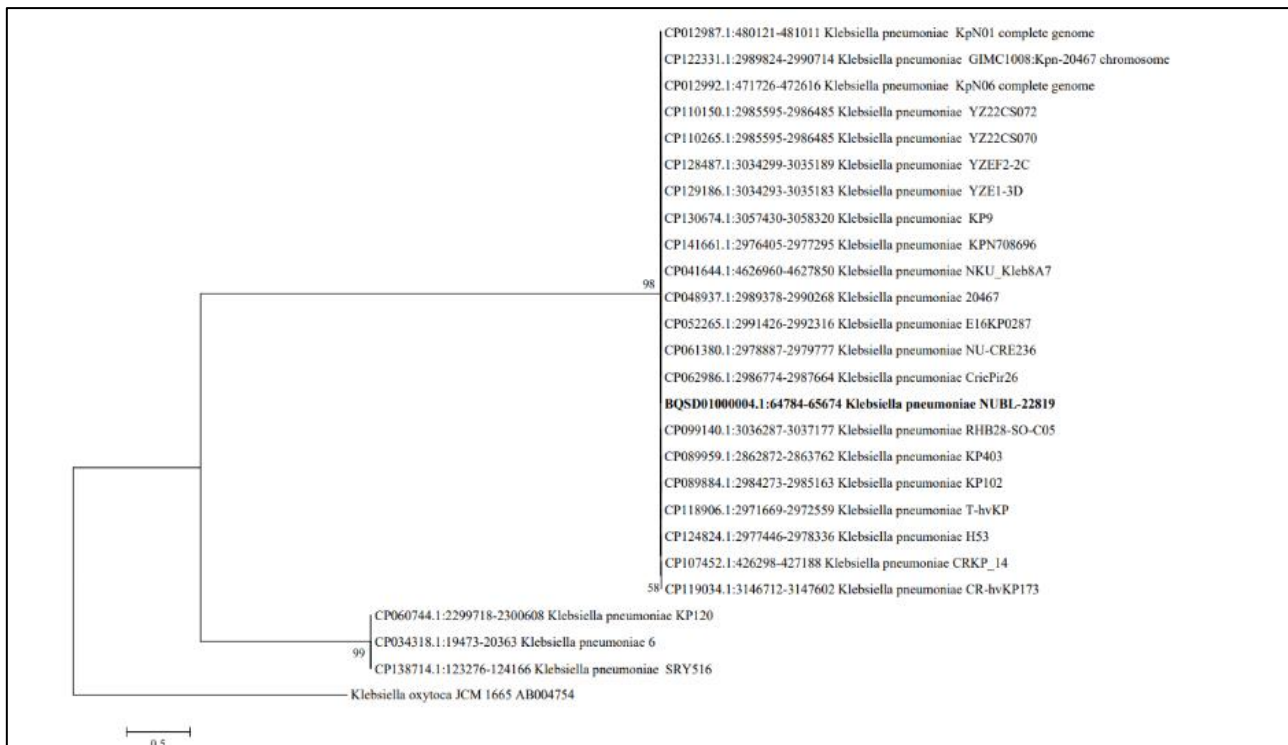 CP012987.1:480121-481011 Klebsiella pneumoniae KpN01 complete genome
CP122331.1:2989824-2990714 Klebsiella pneumoniae GIMC1008:Kpn-20467 chromosome
CP012992.1:471726-472616 Klebsiella pneumoniae KpN06 complete genome
CP110150.1:2985595-2986485 Klebsiella pneumoniae YZ22CS072
CP110265.1:2985595-2986485 Klebsiella pneumoniae YZ22CS070
CP128487.1:3034299-3035189 Klebsiella pneumoniae YZEF2-2C
CP129186.1:3034293-3035183 Klebsiella pneumoniae YZE1-3D
CP130674.1:3057430-3058320 Klebsiella pneumoniae KP9
CP141661.1:2976405-2977295 Klebsiella pneumoniae KPN708696
CP041644.1:4626960-4627850 Klebsiella pneumoniae NKU_Kleb8A7
98
CP048937.1:2989378-2990268 Klebsiella pneumoniae 20467
CP052265.1:2991426-2992316 Klebsiella pneumoniae E16KP0287
CP061380.1:2978887-2979777 Klebsiella pneumoniae NU-CRE236
CP062986.1:2986774-2987664 Klebsiella pneumoniae CriePir26
BQSD01000004.1:64784-65674 Klebsiella pneumoniae NUBL-22819
CP099140.1:3036287-3037177 Klebsiella pneumoniae RHB28-SO-C05
CP089959.1:2862872-2863762 Klebsiella pneumoniae KP403
CP089884.1:2984273-2985163 Klebsiella pneumoniae KP102
CP118906.1:2971669-2972559 Klebsiella pneumoniae T-hvKP
CP124824.1:2977446-2978336 Klebsiella pneumoniae H53
CP107452.1:426298-427188 Klebsiella pneumoniae CRKP_14
58 CP119034.1:3146712-3147602 Klebsiella pneumoniae CR-hvKP173
CP060744.1:2299718-2300608 Klebsiella pneumoniae KP120
CP034318.1:19473-20363 Klebsiella pneumoniae 6
99
CP138714.1:123276-124166 Klebsiella pneumoniae SRY516
Klebsiella oxytoca JCM 1665 AB004754
0.5